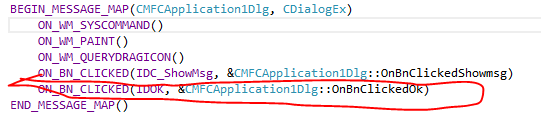 BEGIN_MESSAGE_MAP(CMFCApplication1Dlg, CDialogEx)
ON_WM_SYSCOMMAND()
ON_WM_PAINT()
ON_WM_QUERYDRAGICON()
ON_BN_CLICKED(IDC_ShowMsg, &CMFCApplication1Dlg::OnBnClickedShowmsg)
ON_BN_CLICKED(IDOK, &CMFCApplication1Dlg::OnBnClickedOk)
END_MESSAGE_MAP()